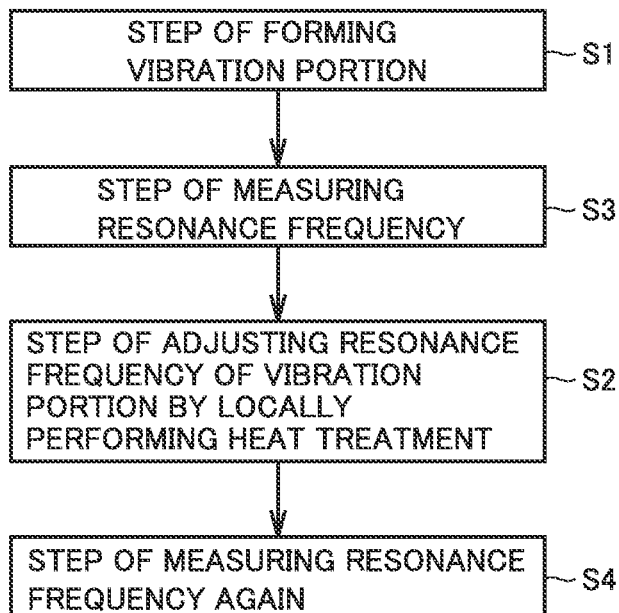 STEP OF FORMING
VIBRATION PORTION
S1
STEP OF MEASURING
RESONANCE FREQUENCY
S3
STEP OF ADJUSTING RESONANCE
FREQUENCY OF VIBRATION
PORTION BY LOCALLY
PERFORMING HEAT TREATMENT
S2
STEP OF MEASURING RESONANCE
FREQUENCY AGAIN
S4